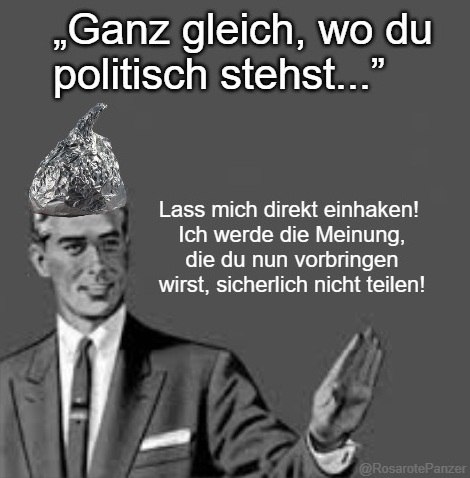 „Ganz gleich, wo du
politisch stehst...”
Lass mich direkt einhaken!
Ich werde die Meinung,
die du nun vorbringen
wirst, sicherlich nicht teilen!
@RosarotePanzer